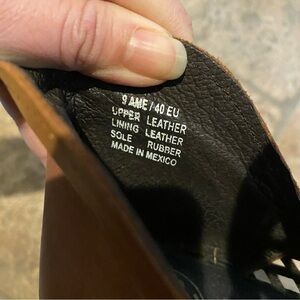 9 AME / 40 EU
UPPER LEATHER
LINING LEATHER
SOLE RUBBER
MADE IN MEXICO